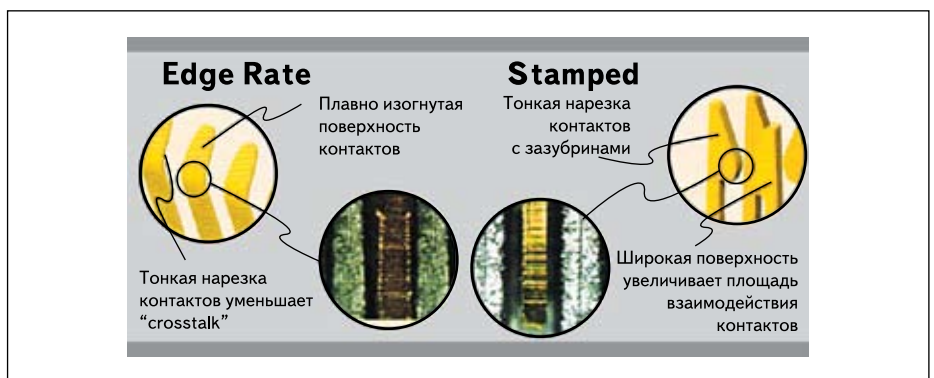 Edge Rate
Плавно изогнутая
поверхность
контактов
Тонкая нарезка
контактов уменьшает
“crosstalk”
Stamped
Тонкая нарезка
контактов
с зазубринами
Широкая поверхность
увеличивает площадь
взаимодействия
контактов